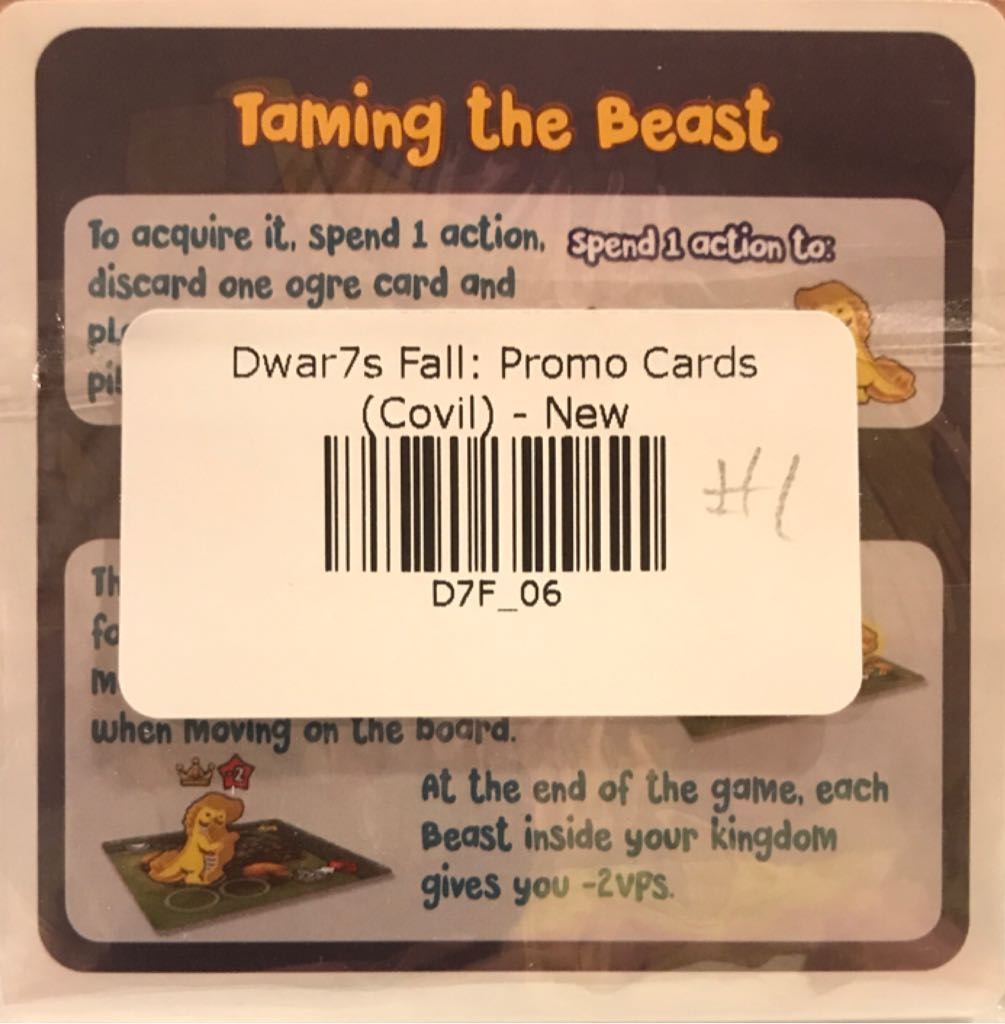 Taming the Beast
To acquire it, spend 1 action,
discard one ogre card and
spend 1 action to:
Dwar7s Fall: Promo Cards
(Covil) - New
#1
D7F_06
when moving on the board.
-2
At the end of the game, each
Beast inside your kingdom
gives you -2VPs.